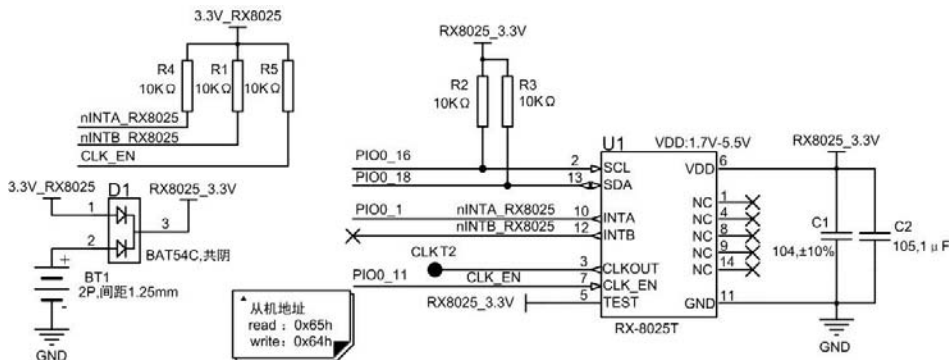 3.3V_RX8025
R4
10KΩ
R1
10KΩ
R5
10KΩ
nINTA_RX8025
nINTB_RX8025
CLK_EN
3.3V_RX8025
D1
RX8025_3.3V
1
2
3
BAT54C,共阴
+
-
BT1
2P,间距1.25mm
GND
从机地址
read : 0x65h
write: 0x64h
RX8025_3.3V
R2
10KΩ
R3
10KΩ
PIO0_16
PIO0_18
PIO0_1
nINTA_RX8025
nINTB_RX8025
CLKT2
PIO0_11
CLK_EN
RX8025_3.3V
U1
VDD:1.7V-5.5V
2
SCL
13
SDA
10
INTA
12
INTB
3
CLKOUT
7
CLK_EN
5
TEST
VDD
6
NC
1
NC
4
NC
8
NC
9
NC
14
GND
11
RX-8025T
RX8025_3.3V
C1
104,±10%
C2
105,1μF
GND